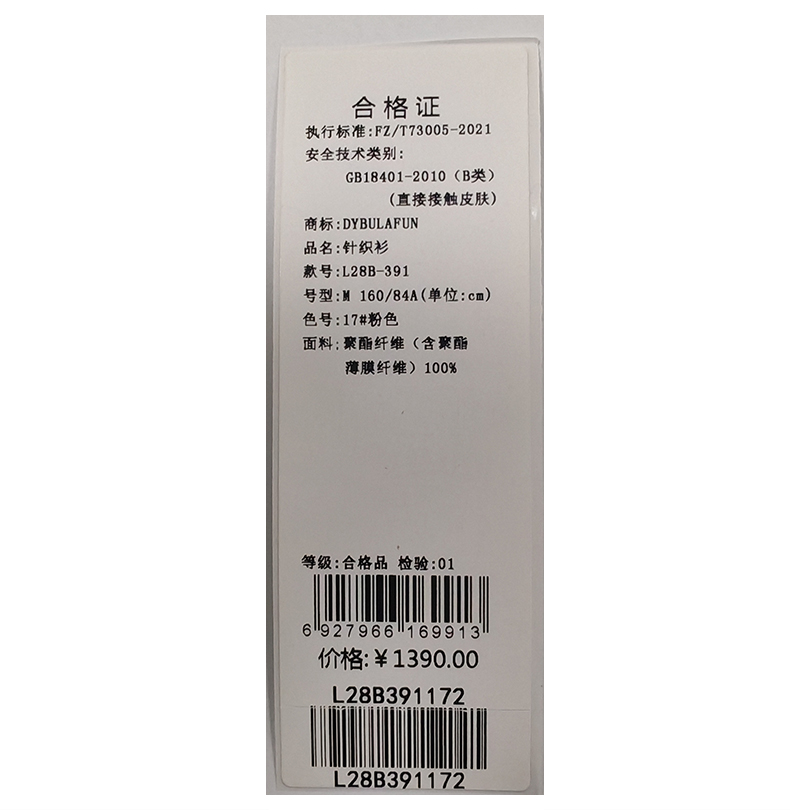 合格证
执行标准:FZ/T73005-2021
安全技术类别:
GB18401-2010（B类）
(直接接触皮肤)
商标:DYBULAFUN
品名:针织衫
款号:L28B-391
号型:M 160/84A(单位:cm)
色号:17#粉色
面料:聚酯纤维（含聚酯
薄膜纤维）100%
等级:合格品 检验:01
6 927966 169913
价格:￥1390.00
L28B391172
L28B391172